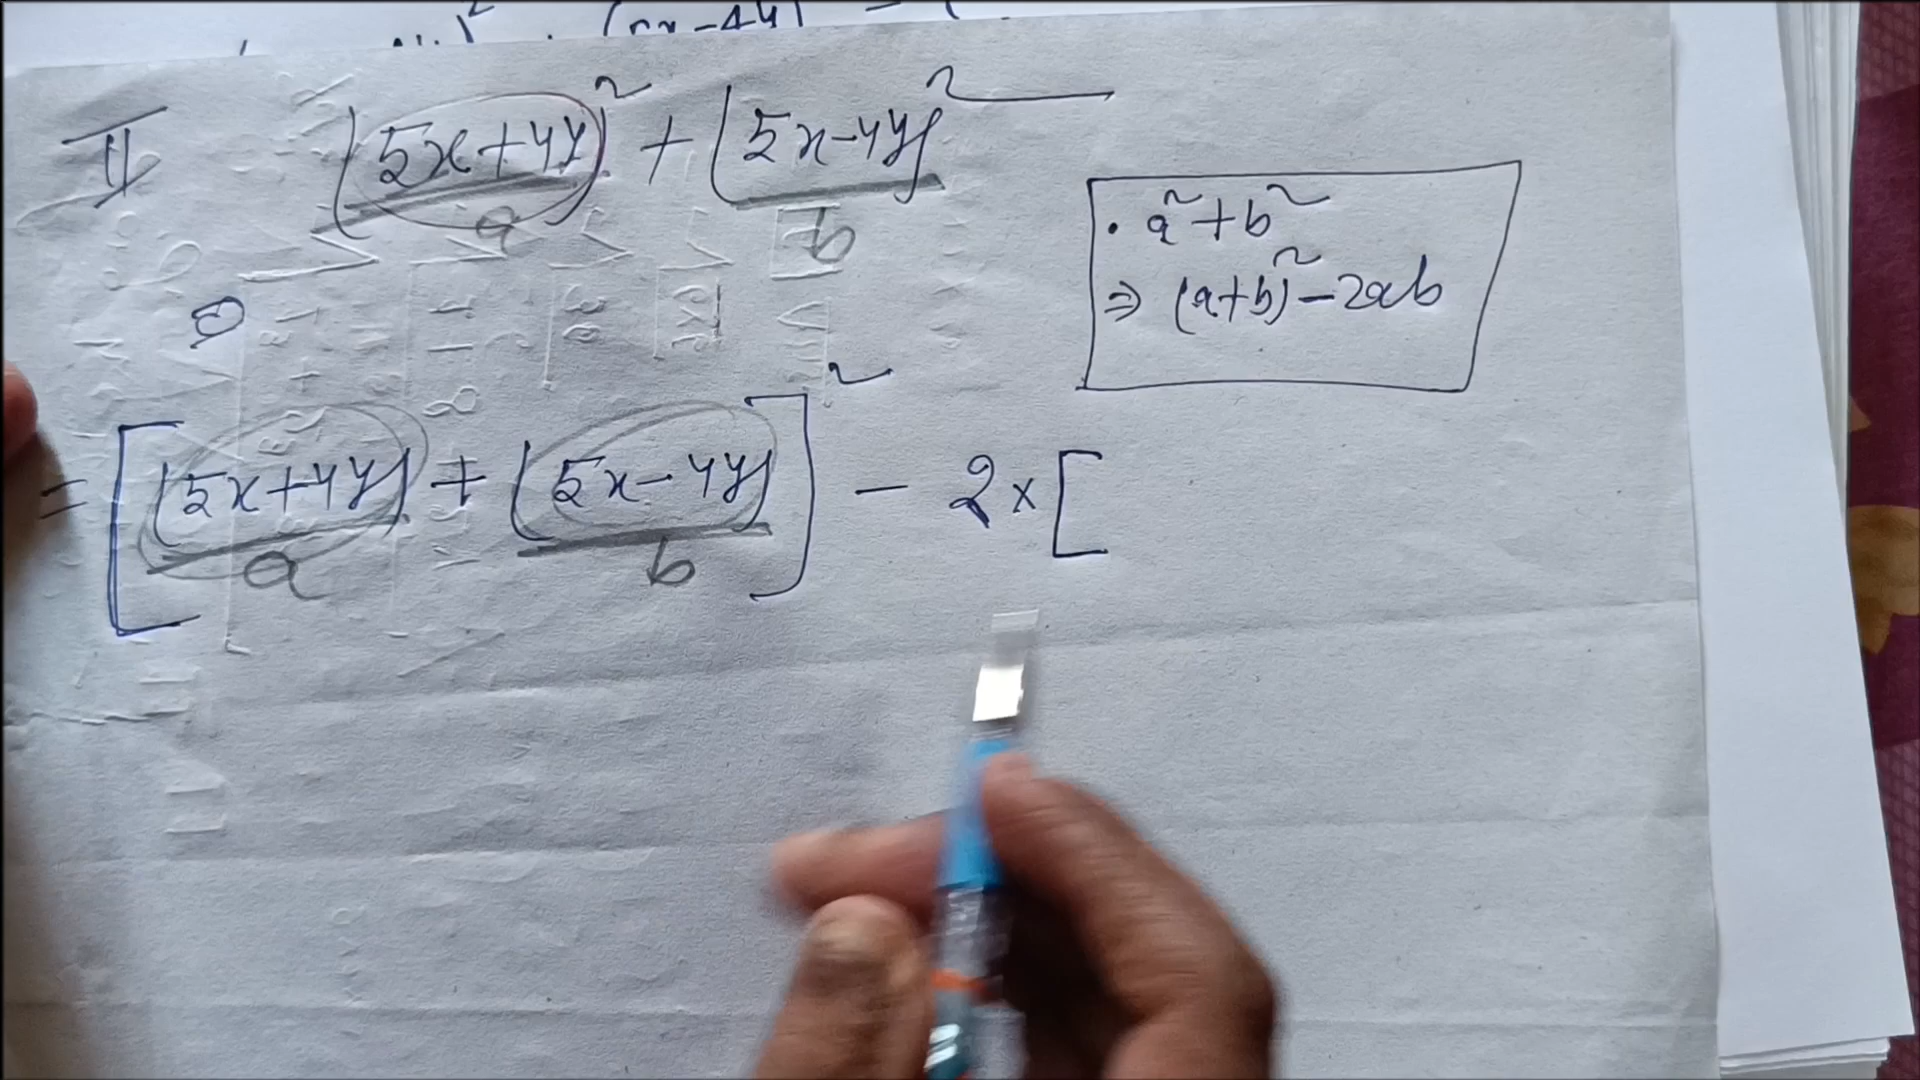 II (5x+4y)² + (5x-4y)²
a b
• a²+b²
⇒ (a+b)²-2ab
= [(5x+4y) + (5x-4y)]² - 2×[
a b